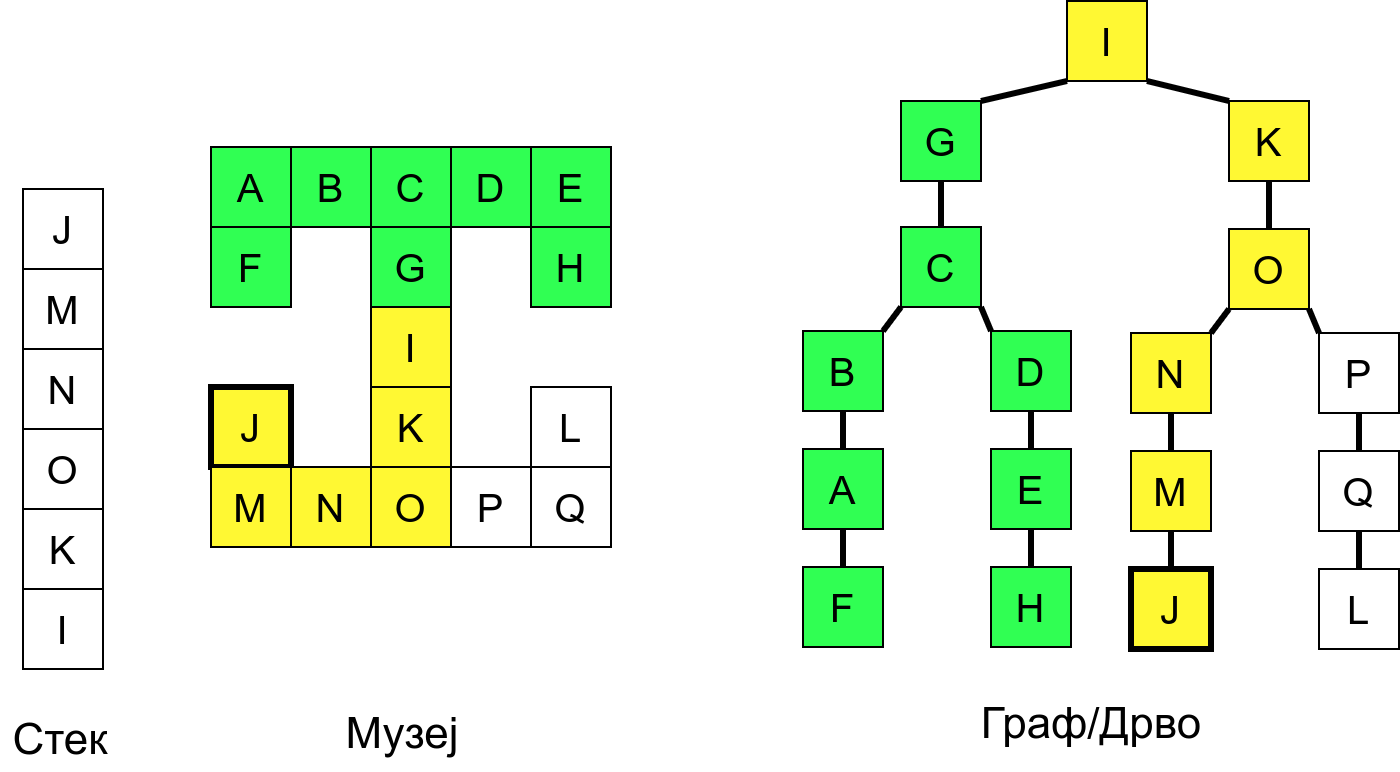 J
M
N
O
K
I
Стек
A B C D E
F G H
I
J K L
M N O P Q
Музеј
I
G K
C O
B D N P
A E M Q
F H J L
Граф/Дрво